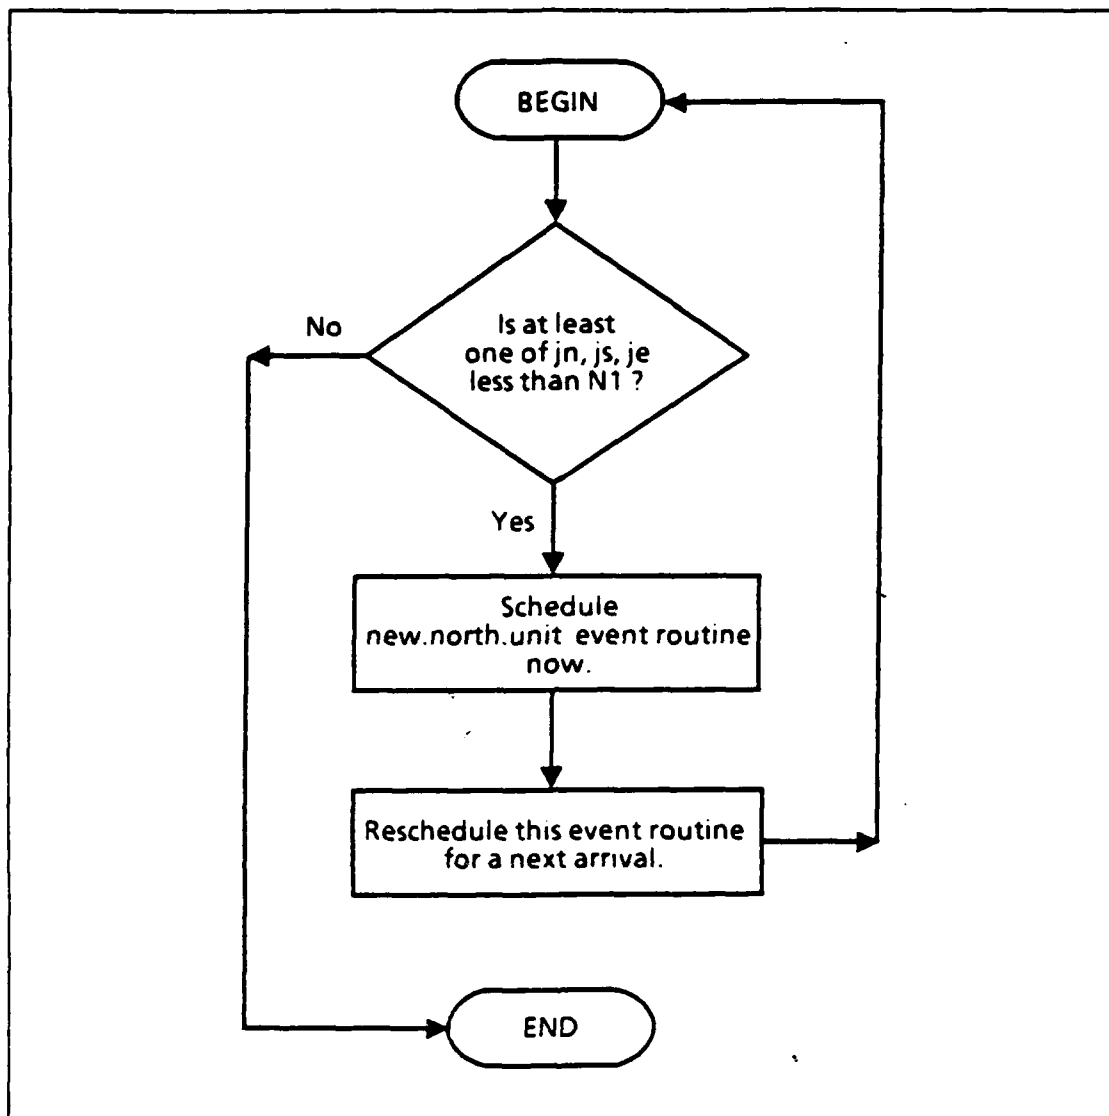 BEGIN
Is at least
one of jn, js, je
less than N1 ?
No
Yes
Schedule
new.north.unit event routine
now.
Reschedule this event routine
for a next arrival.
END